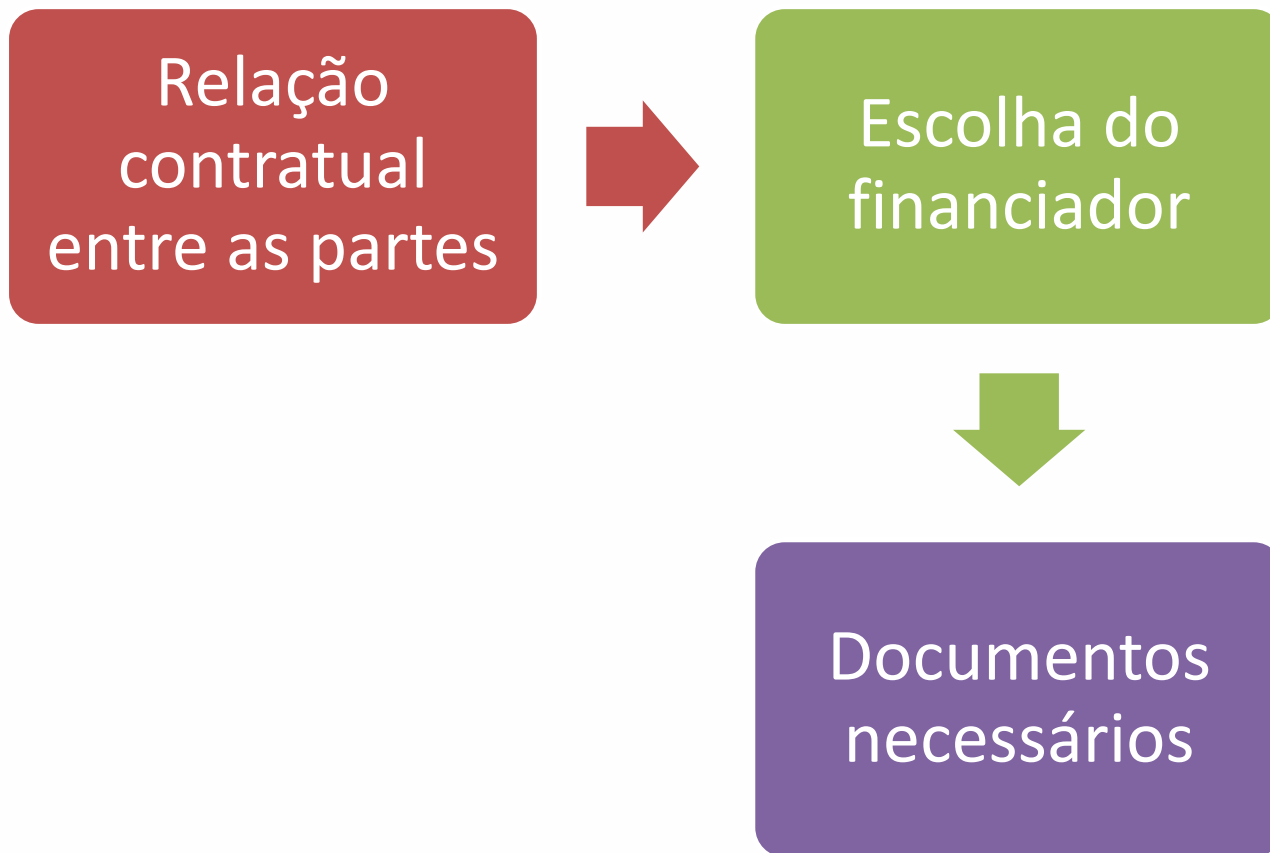 Relação
contratual
entre as partes
Escolha do
financiador
Documentos
necessários